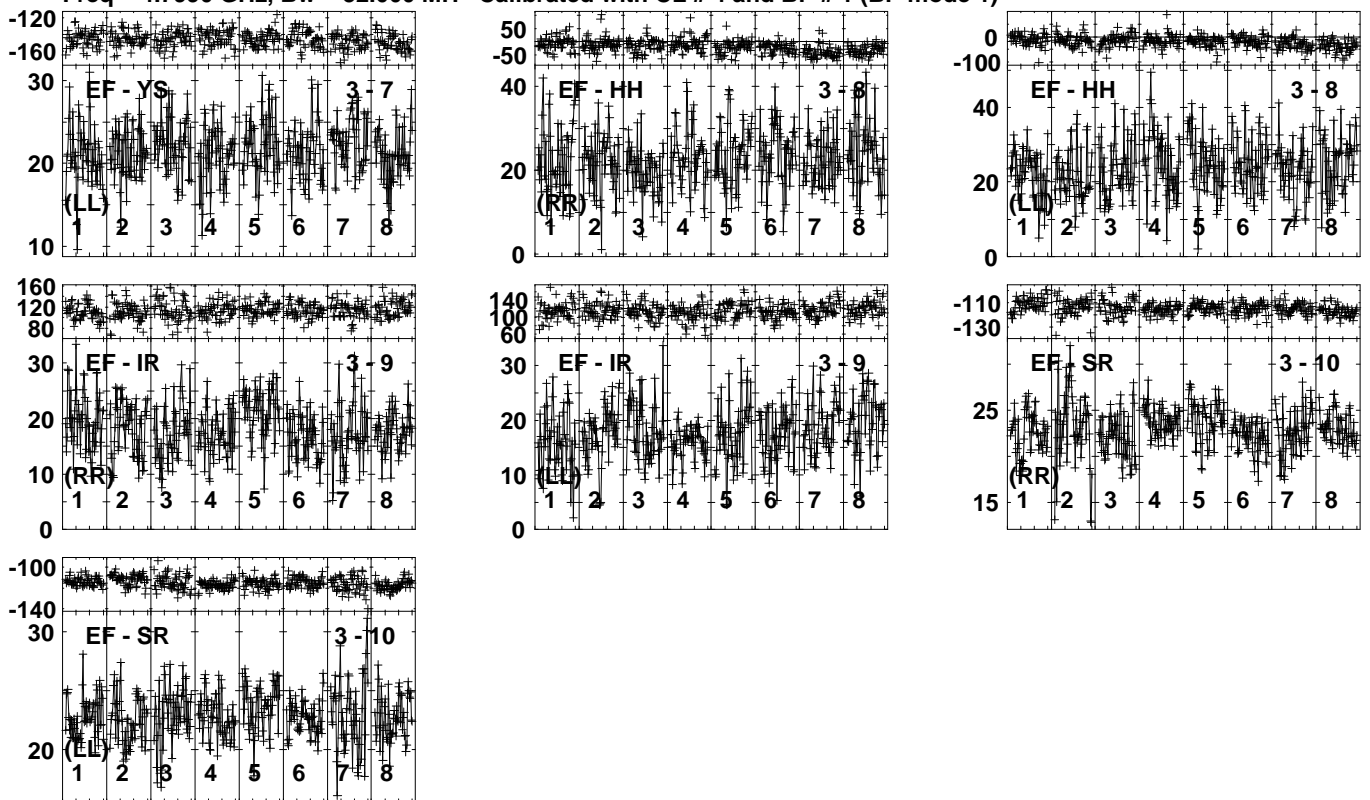 -120
-160
30
20
10
EF - YS 3 - 7
(LL)
1 2 3 4 5 6 7 8
50
-50
40
20
0
EF - HH 3 - 8
(RR)
1 2 3 4 5 6 7 8
0
-100
40
20
0
EF - HH 3 - 8
(LL)
1 2 3 4 5 6 7 8
160
120
80
30
20
10
0
EF - IR 3 - 9
(RR)
1 2 3 4 5 6 7 8
140
100
60
30
20
10
0
EF - IR 3 - 9
(LL)
1 2 3 4 5 6 7 8
-110
-130
25
15
EF - SR 3 - 10
(RR)
1 2 3 4 5 6 7 8
-100
-140
30
20
EF - SR 3 - 10
(LL)
1 2 3 4 5 6 7 8